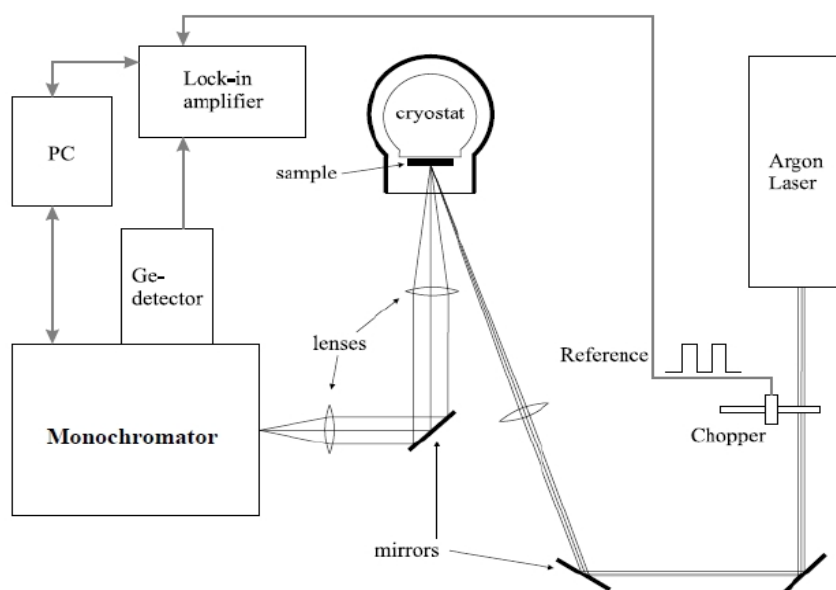 Lock-in
amplifier
PC
cryostat
sample
Argon
Laser
Ge-
detector
lenses
Reference
Monochromator
Chopper
mirrors